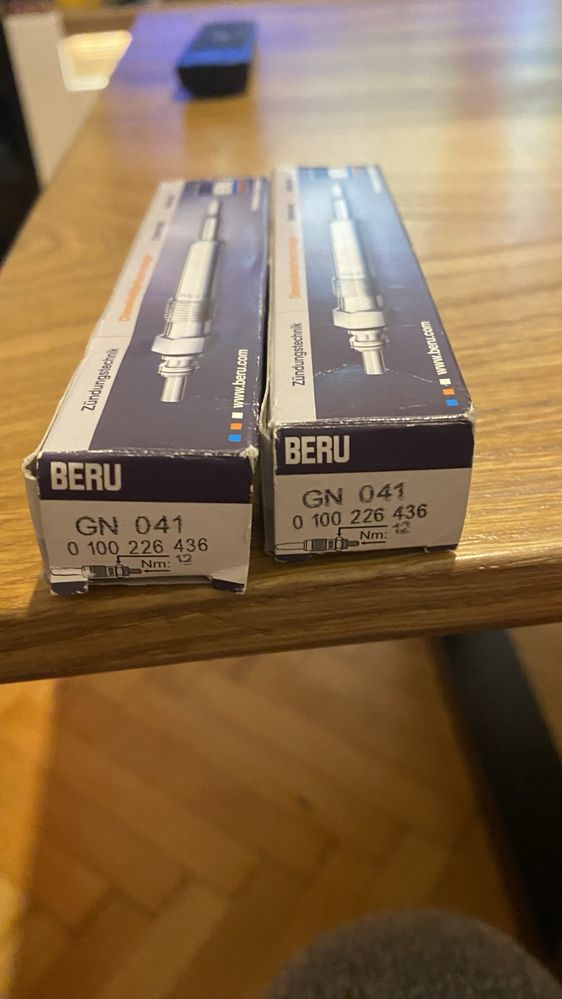 Zündungstechnik
www.beru.com
BERU
GN 041
0 100 226 436
Nm: 12
Zündungstechnik
www.beru.com
BERU
GN 041
0 100 226 436
Nm: 12